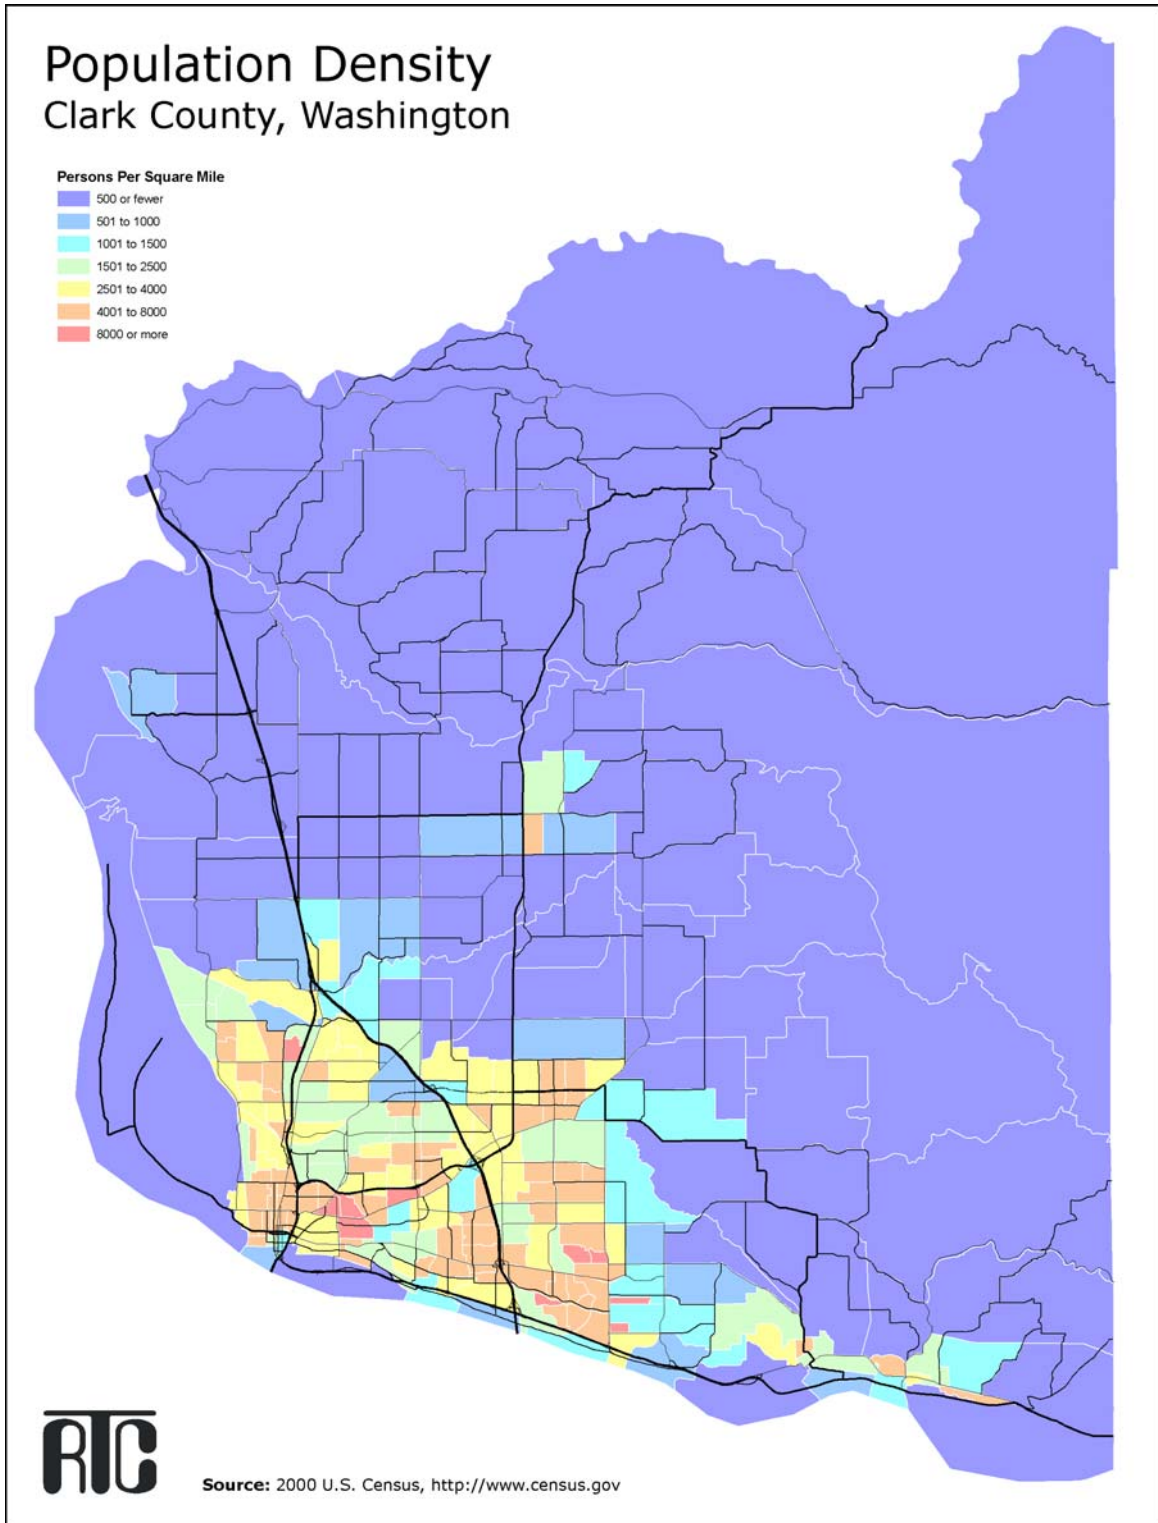 Population Density
Clark County, Washington
Persons Per Square Mile
500 or fewer
501 to 1000
1001 to 1500
1501 to 2500
2501 to 4000
4001 to 8000
8000 or more
RTC
Source: 2000 U.S. Census, http://www.census.gov